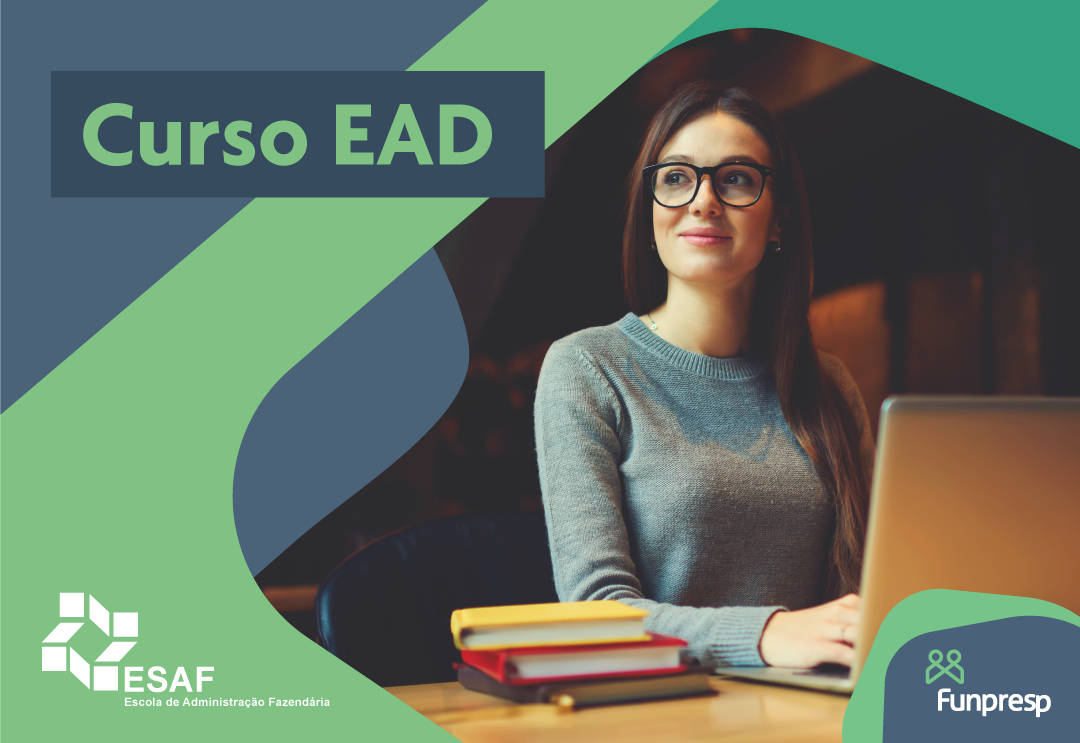 Curso EAD
ESAF
Escola de Administração Fazendária
Funpresp